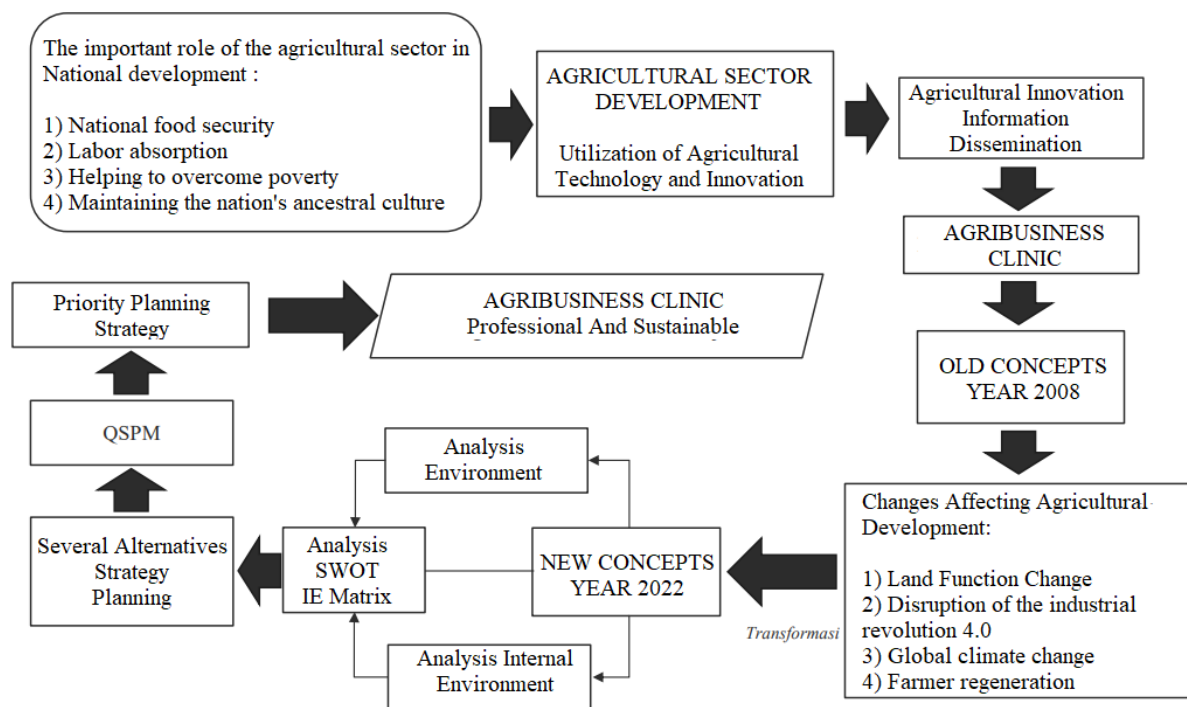 The important role of the agricultural sector in
National development :
1) National food security
2) Labor absorption
3) Helping to overcome poverty
4) Maintaining the nation's ancestral culture
AGRICULTURAL SECTOR
DEVELOPMENT
Utilization of Agricultural
Technology and Innovation
Agricultural Innovation
Information
Dissemination
AGRIBUSINESS
CLINIC
OLD CONCEPTS
YEAR 2008
Changes Affecting Agricultural
Development:
1) Land Function Change
2) Disruption of the industrial
revolution 4.0
3) Global climate change
4) Farmer regeneration
Transformasi
NEW CONCEPTS
YEAR 2022
Analysis
Environment
Analysis Internal
Environment
Analysis
SWOT
IE Matrix
Several Alternatives
Strategy
Planning
QSPM
Priority Planning
Strategy
AGRIBUSINESS CLINIC
Professional And Sustainable